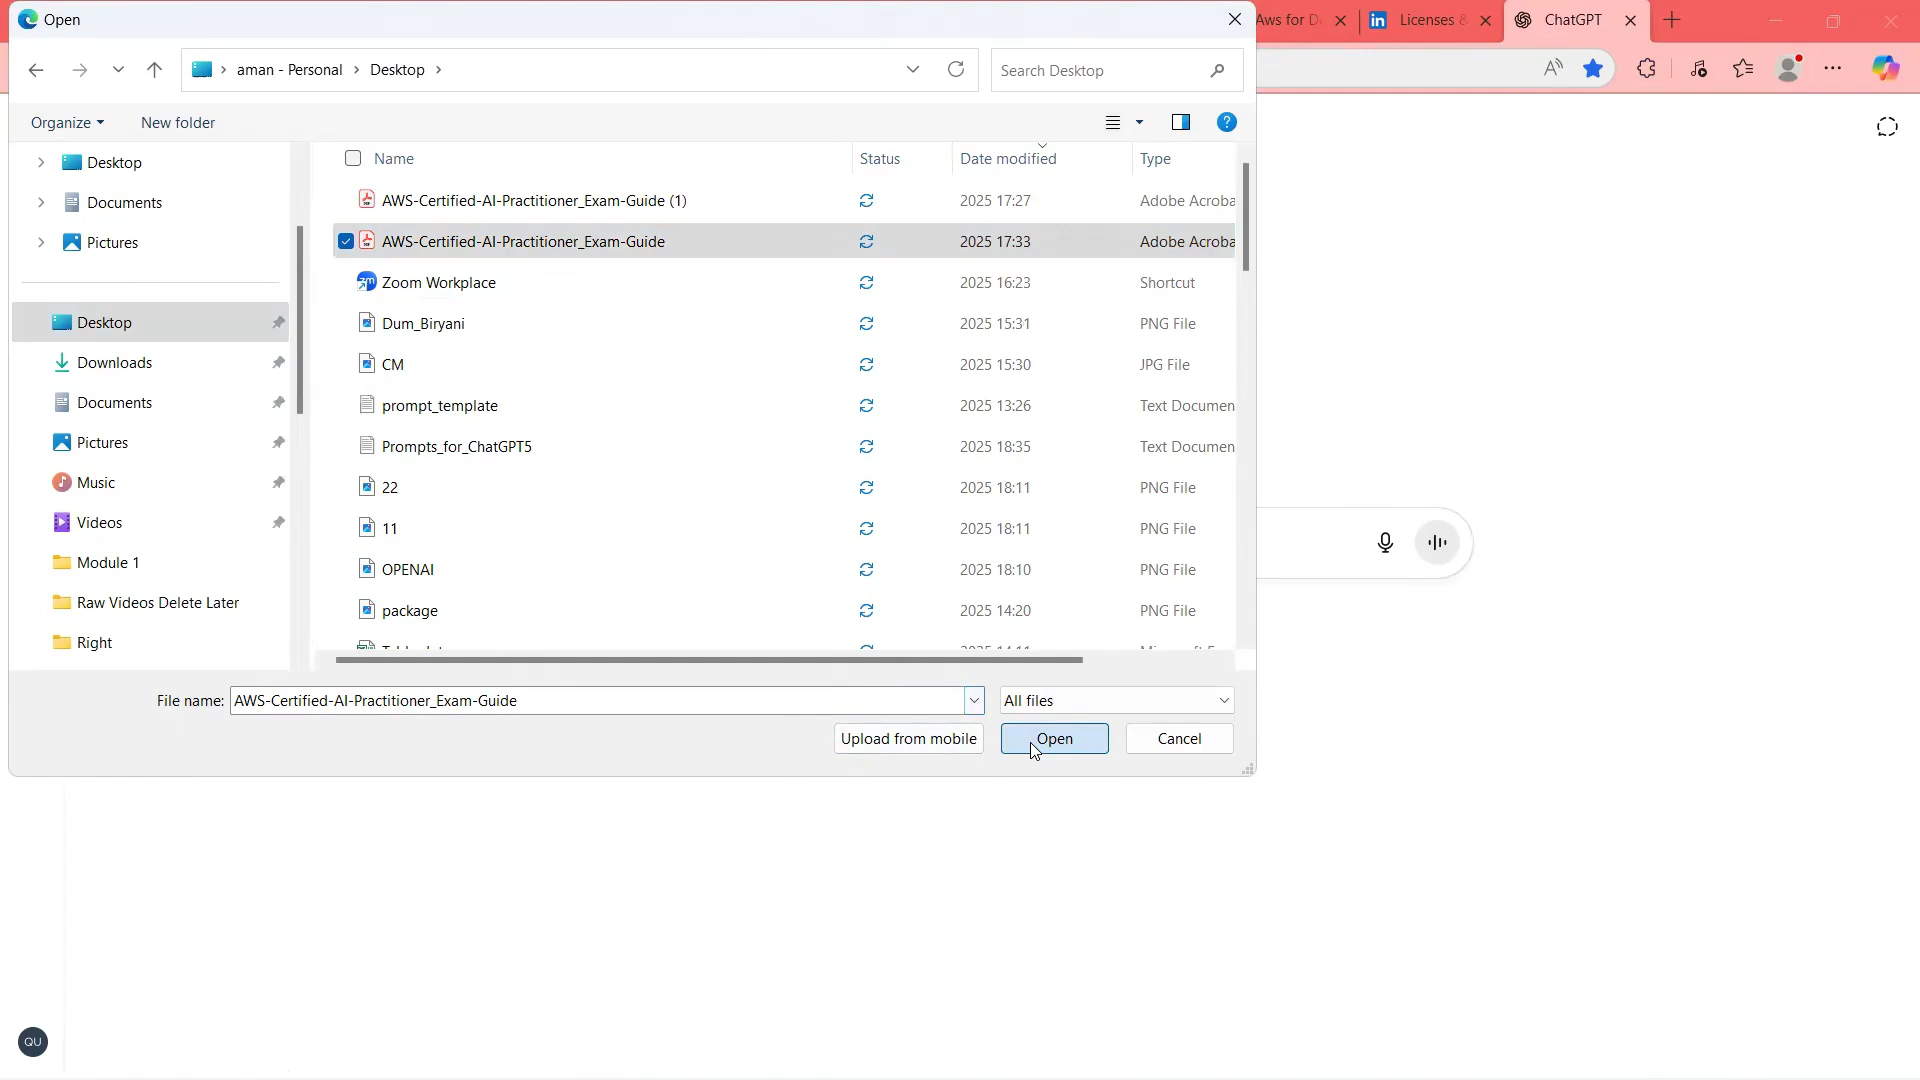 Open
Aws for D
Licenses &
ChatGPT
aman - Personal
Desktop
Search Desktop
Organize
New folder
Name
Status
Date modified
Type
Desktop
Documents
Pictures
Desktop
Downloads
Documents
Pictures
Music
Videos
Module 1
Raw Videos Delete Later
Right
AWS-Certified-AI-Practitioner_Exam-Guide (1) 2025 17:27 Adobe Acroba
AWS-Certified-AI-Practitioner_Exam-Guide 2025 17:33 Adobe Acroba
Zoom Workplace 2025 16:23 Shortcut
Dum_Biryani 2025 15:31 PNG File
CM 2025 15:30 JPG File
prompt_template 2025 13:26 Text Documen
Prompts_for_ChatGPT5 2025 18:35 Text Documen
22 2025 18:11 PNG File
11 2025 18:11 PNG File
OPENAI 2025 18:10 PNG File
package 2025 14:20 PNG File
File name: AWS-Certified-AI-Practitioner_Exam-Guide
All files
Upload from mobile
Open
Cancel
QU